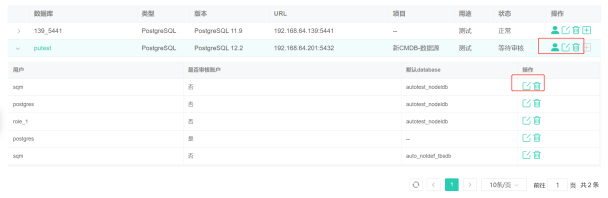 数据库 类型 版本 URL 项目 用途 状态 操作
139_5441 PostgreSQL PostgreSQL 11.9 192.168.64.139:5441 -- 测试 正常
putest PostgreSQL PostgreSQL 12.2 192.168.64.201:5432 新CMDB-数据源 测试 等待审核
用户 是否审核账户 默认database 操作
sqm 否 autotest_nodeldb
postgres 否 autotest_nodeldb
role_1 否 autotest_nodeldb
postgres 是 --
sqm 否 auto_notdef_tbsdb
1 10条/页 前往 1 页 共 2 条